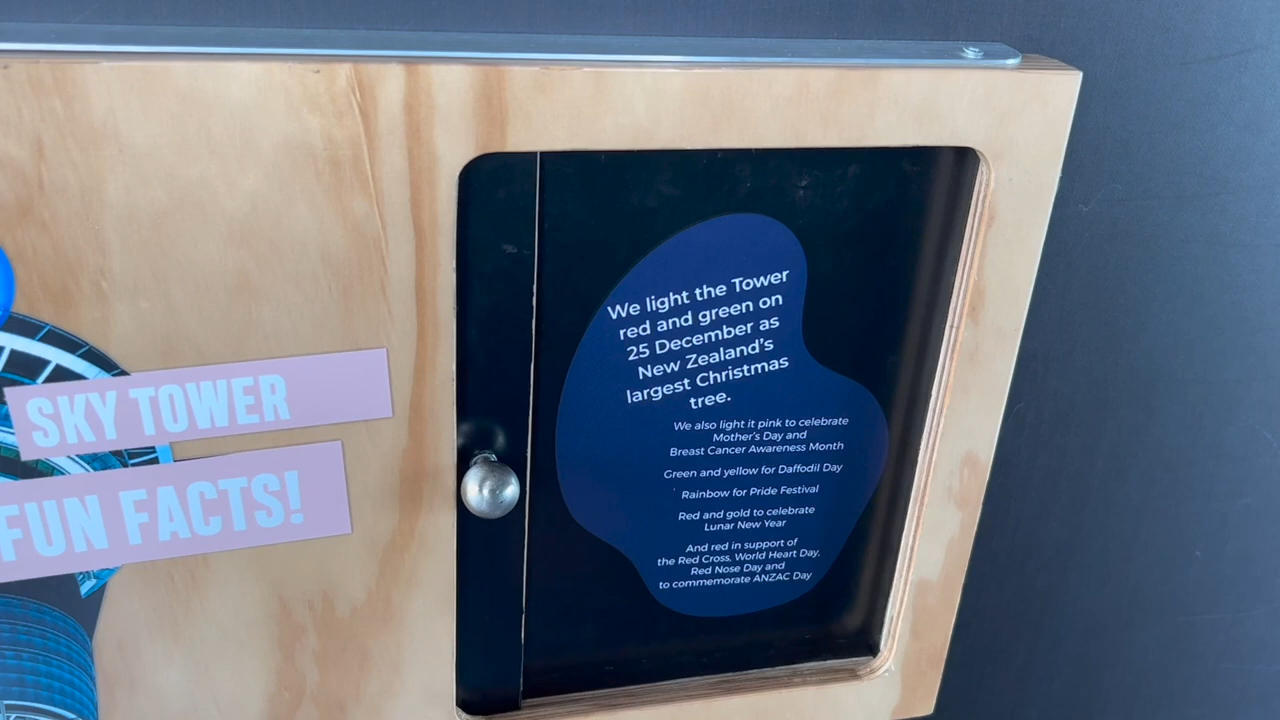 SKY TOWER
FUN FACTS!
We light the Tower
red and green on
25 December as
New Zealand's
largest Christmas
tree.
We also light it pink to celebrate
Mother's Day and
Breast Cancer Awareness Month
Green and yellow for Daffodil Day
Rainbow for Pride Festival
Red and gold to celebrate
Lunar New Year
And red in support of
the Red Cross, World Heart Day,
Red Nose Day and
to commemorate ANZAC Day